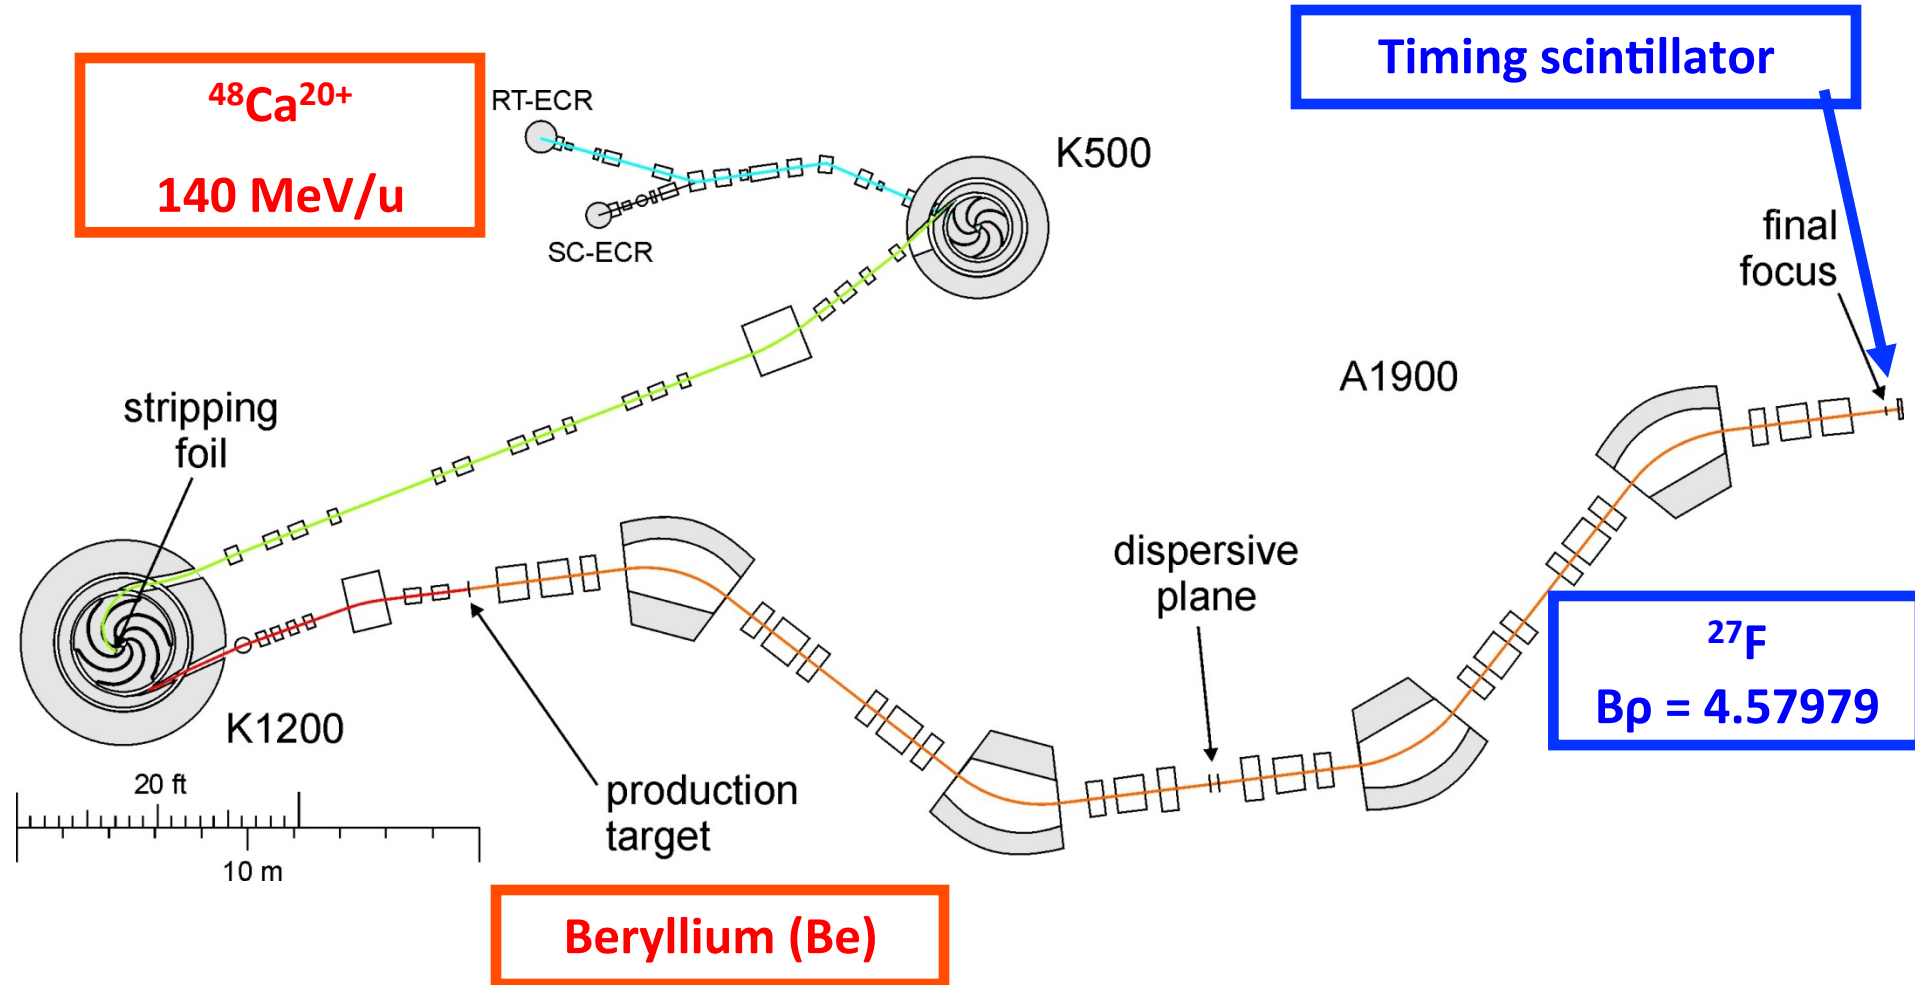 ⁴⁸Ca²⁰⁺
140 MeV/u
RT-ECR
SC-ECR
K500
Timing scintillator
final
focus
A1900
stripping
foil
K1200
20 ft
10 m
production
target
Beryllium (Be)
dispersive
plane
²⁷F
Bρ = 4.57979